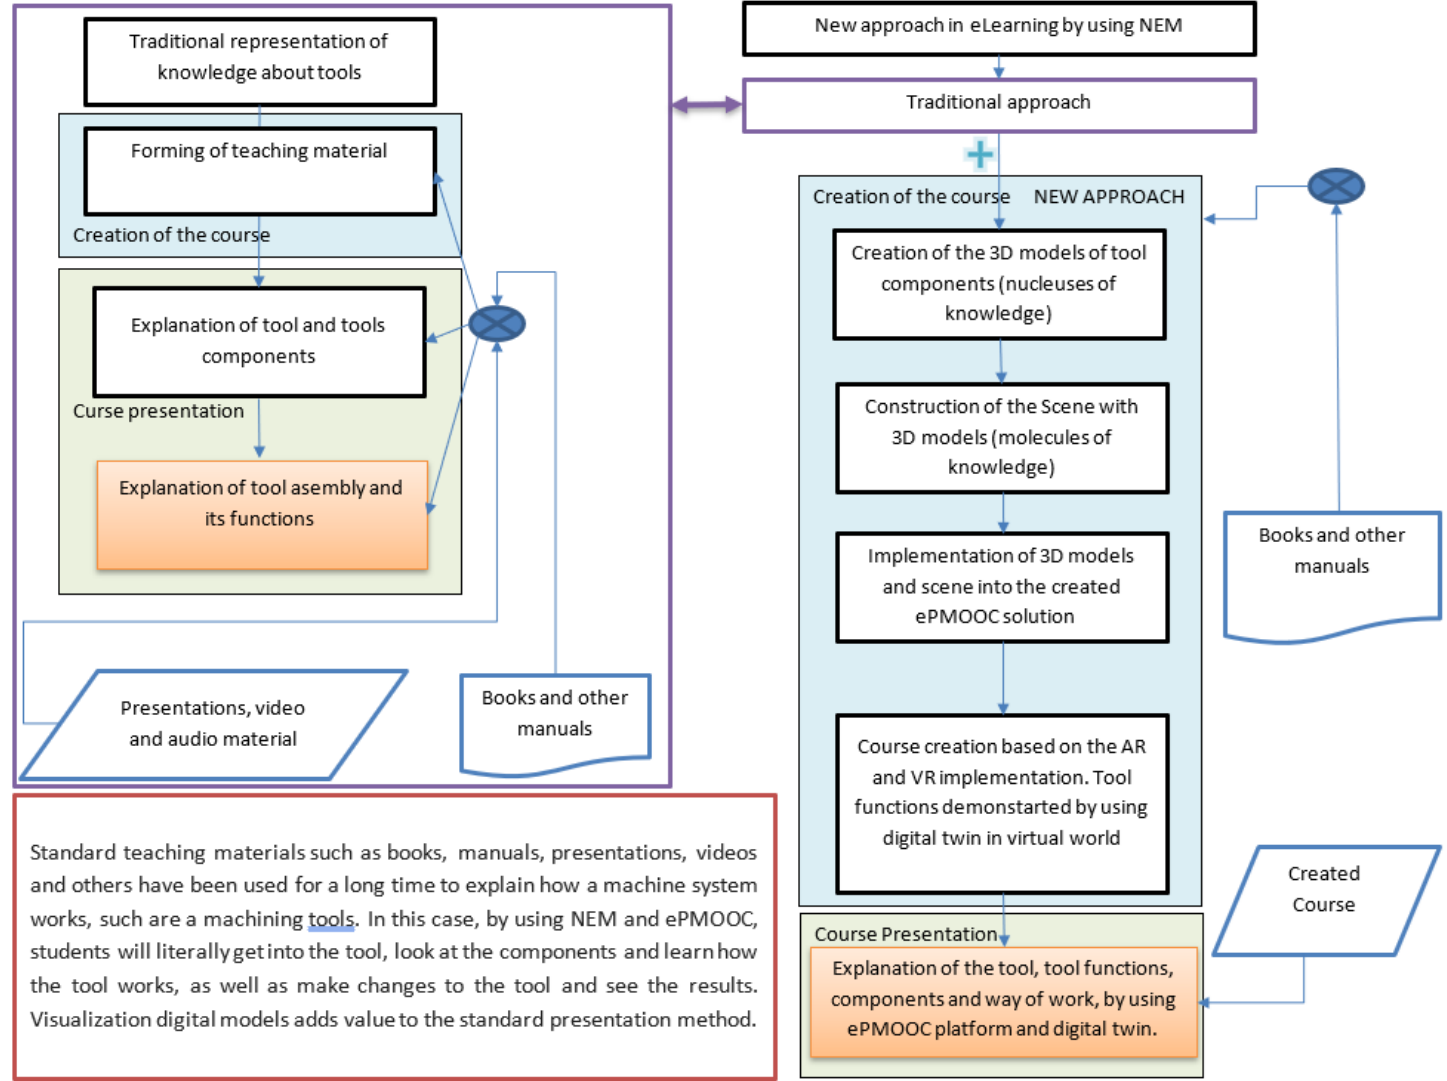 Traditional representation of
knowledge about tools
Forming of teaching material
Creation of the course
Explanation of tool and tools
components
Curse presentation
Explanation of tool asembly and
its functions
Presentations, video
and audio material
Books and other
manuals
Standard teaching materials such as books, manuals, presentations, videos
and others have been used for a long time to explain how a machine system
works, such are a machining tools. In this case, by using NEM and ePMOOC,
students will literally get into the tool, look at the components and learn how
the tool works, as well as make changes to the tool and see the results.
Visualization digital models adds value to the standard presentation method.
New approach in eLearning by using NEM
Traditional approach
Creation of the course NEW APPROACH
Creation of the 3D models of tool
components (nucleuses of
knowledge)
Construction of the Scene with
3D models (molecules of
knowledge)
Implementation of 3D models
and scene into the created
ePMOOC solution
Course creation based on the AR
and VR implementation. Tool
functions demonstarted by using
digital twin in virtual world
Course Presentation
Explanation of the tool, tool functions,
components and way of work, by using
ePMOOC platform and digital twin.
Books and other
manuals
Created
Course